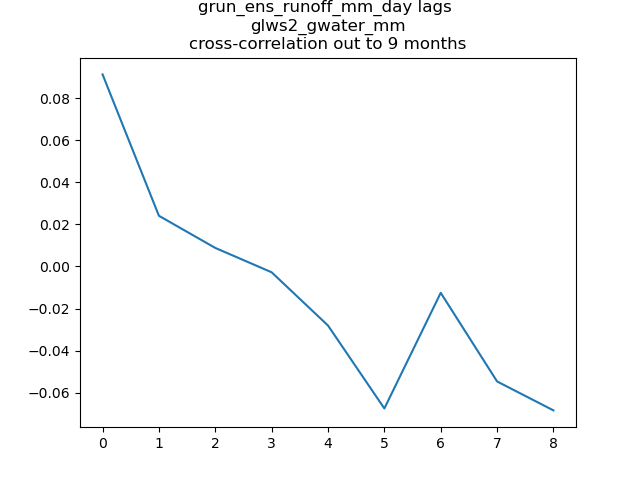 grun_ens_runoff_mm_day lags
glws2_gwater_mm
cross-correlation out to 9 months
0.08
0.06
0.04
0.02
0.00
−0.02
−0.04
−0.06
0 1 2 3 4 5 6 7 8